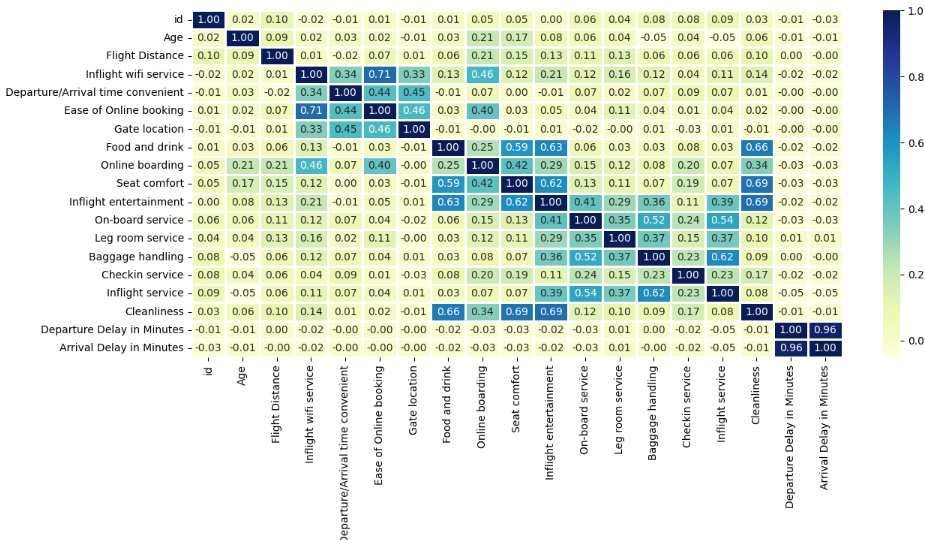 id 1.00 0.02 0.10 -0.02 -0.01 0.01 -0.01 0.01 0.05 0.05 0.00 0.06 0.04 0.08 0.08 0.09 0.03 -0.01 -0.03
Age 0.02 1.00 0.09 0.02 0.03 0.02 -0.01 0.03 0.21 0.17 0.08 0.06 0.04 -0.05 0.04 -0.05 0.06 -0.01 -0.01
Flight Distance 0.10 0.09 1.00 0.01 -0.02 0.07 0.01 0.06 0.21 0.15 0.13 0.11 0.13 0.06 0.06 0.06 0.10 0.00 -0.00
Inflight wifi service -0.02 0.02 0.01 1.00 0.34 0.71 0.33 0.13 0.46 0.12 0.21 0.12 0.16 0.12 0.04 0.11 0.14 -0.02 -0.02
Departure/Arrival time convenient -0.01 0.03 -0.02 0.34 1.00 0.44 0.45 -0.01 0.07 0.00 -0.01 0.07 0.02 0.07 0.09 0.07 0.01 -0.00 -0.00
Ease of Online booking 0.01 0.02 0.07 0.71 0.44 1.00 0.46 0.03 0.40 0.03 0.05 0.04 0.11 0.04 0.01 0.04 0.02 -0.00 -0.02
Gate location -0.01 -0.01 0.01 0.33 0.45 0.46 1.00 -0.01 -0.00 -0.01 0.01 -0.02 -0.00 0.01 -0.03 0.01 -0.01 -0.00 -0.00
Food and drink 0.01 0.03 0.06 0.13 -0.01 0.03 -0.01 1.00 0.25 0.59 0.63 0.06 0.03 0.03 0.08 0.03 0.66 -0.02 -0.02
Online boarding 0.05 0.21 0.21 0.46 0.07 0.40 -0.00 0.25 1.00 0.42 0.29 0.15 0.12 0.08 0.20 0.07 0.34 -0.02 -0.03
Seat comfort 0.05 0.17 0.15 0.12 0.00 0.03 -0.01 0.59 0.42 1.00 0.62 0.13 0.11 0.07 0.19 0.07 0.69 -0.03 -0.03
Inflight entertainment 0.00 0.08 0.13 0.21 -0.01 0.05 0.01 0.63 0.29 0.62 1.00 0.41 0.29 0.36 0.11 0.39 0.69 -0.02 -0.02
On-board service 0.06 0.06 0.11 0.12 0.07 0.04 -0.02 0.06 0.15 0.13 0.41 1.00 0.35 0.52 0.24 0.54 0.12 -0.03 -0.03
Leg room service 0.04 0.04 0.13 0.16 0.02 0.11 -0.00 0.03 0.12 0.11 0.29 0.35 1.00 0.37 0.15 0.37 0.10 0.01 0.01
Baggage handling 0.08 -0.05 0.06 0.12 0.07 0.04 0.01 0.03 0.08 0.07 0.36 0.52 0.37 1.00 0.23 0.62 0.09 0.00 -0.00
Checkin service 0.08 0.04 0.06 0.04 0.09 0.01 -0.03 0.08 0.20 0.19 0.11 0.24 0.15 0.23 1.00 0.23 0.17 -0.02 -0.02
Inflight service 0.09 -0.05 0.06 0.11 0.07 0.04 0.01 0.03 0.07 0.07 0.39 0.54 0.37 0.62 0.23 1.00 0.08 -0.05 -0.05
Cleanliness 0.03 0.06 0.10 0.14 0.01 0.02 -0.01 0.66 0.34 0.69 0.69 0.12 0.10 0.09 0.17 0.08 1.00 -0.01 -0.01
Departure Delay in Minutes -0.01 -0.01 0.00 -0.02 -0.00 -0.00 -0.00 -0.02 -0.02 -0.03 -0.02 -0.03 0.01 0.00 -0.02 -0.05 -0.01 1.00 0.96
Arrival Delay in Minutes -0.03 -0.01 -0.00 -0.02 -0.00 -0.02 -0.00 -0.02 -0.03 -0.03 -0.02 -0.03 0.01 -0.00 -0.02 -0.05 -0.01 0.96 1.00
id
Age
Flight Distance
Inflight wifi service
Departure/Arrival time convenient
Ease of Online booking
Gate location
Food and drink
Online boarding
Seat comfort
Inflight entertainment
On-board service
Leg room service
Baggage handling
Checkin service
Inflight service
Cleanliness
Departure Delay in Minutes
Arrival Delay in Minutes
1.0
0.8
0.6
0.4
0.2
0.0